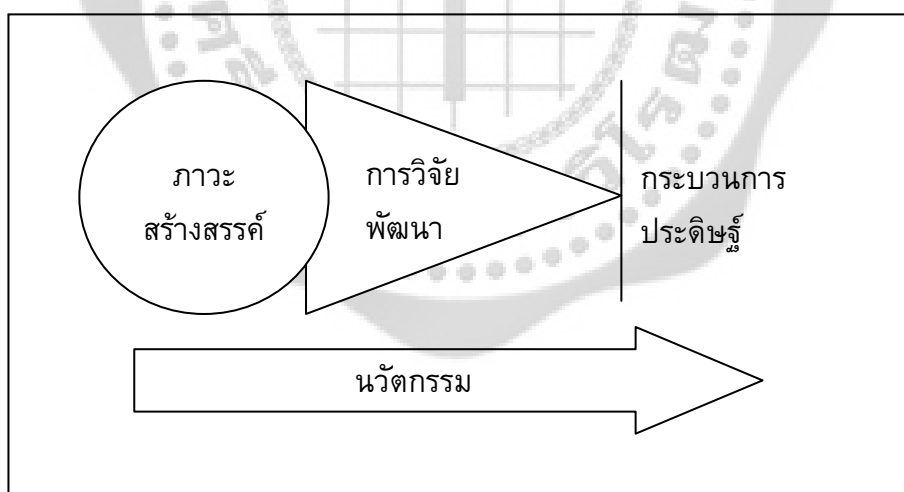 ภาวะ
สร้างสรรค์
การวิจัย
พัฒนา
กระบวนการ
ประดิษฐ์
นวัตกรรม